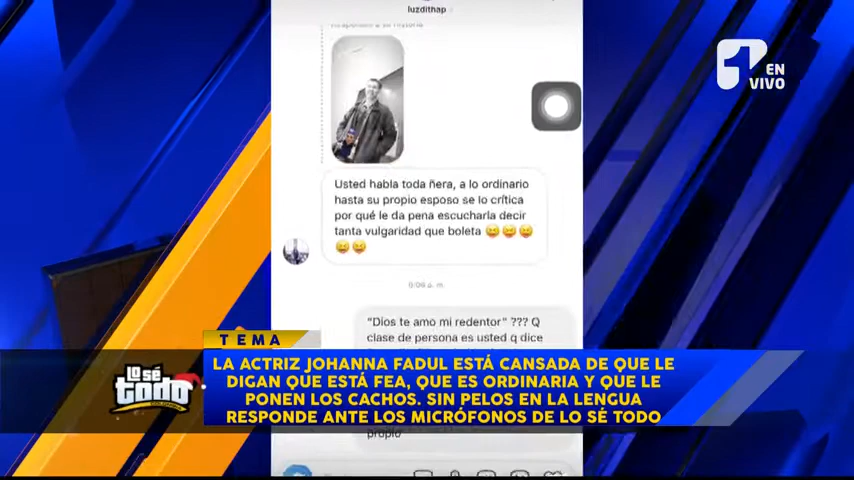 luzdithap
Usted habla toda ñera, a lo ordinario
hasta su propio esposo se lo crítica
por qué le da pena escucharla decir
tanta vulgaridad que boleta 😝😝😝
😝😝
"Dios te amo mi redentor" ??? Q
clase de persona es usted q dice
propio
1
EN
VIVO
TEMA
LO SÉ
TODO
COLOMBIA
LA ACTRIZ JOHANNA FADUL ESTÁ CANSADA DE QUE LE
DIGAN QUE ESTÁ FEA, QUE ES ORDINARIA Y QUE LE
PONEN LOS CACHOS. SIN PELOS EN LA LENGUA
RESPONDE ANTE LOS MICRÓFONOS DE LO SÉ TODO